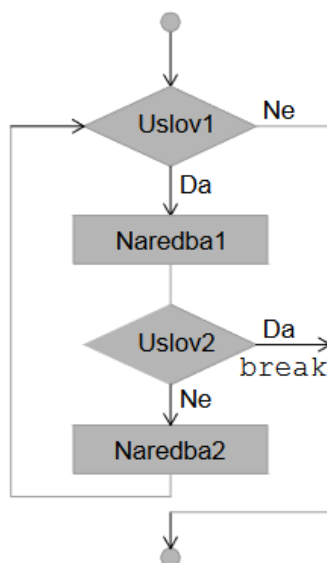 Uslov1
Ne
Da
Naredba1
Uslov2
Da
break
Ne
Naredba2